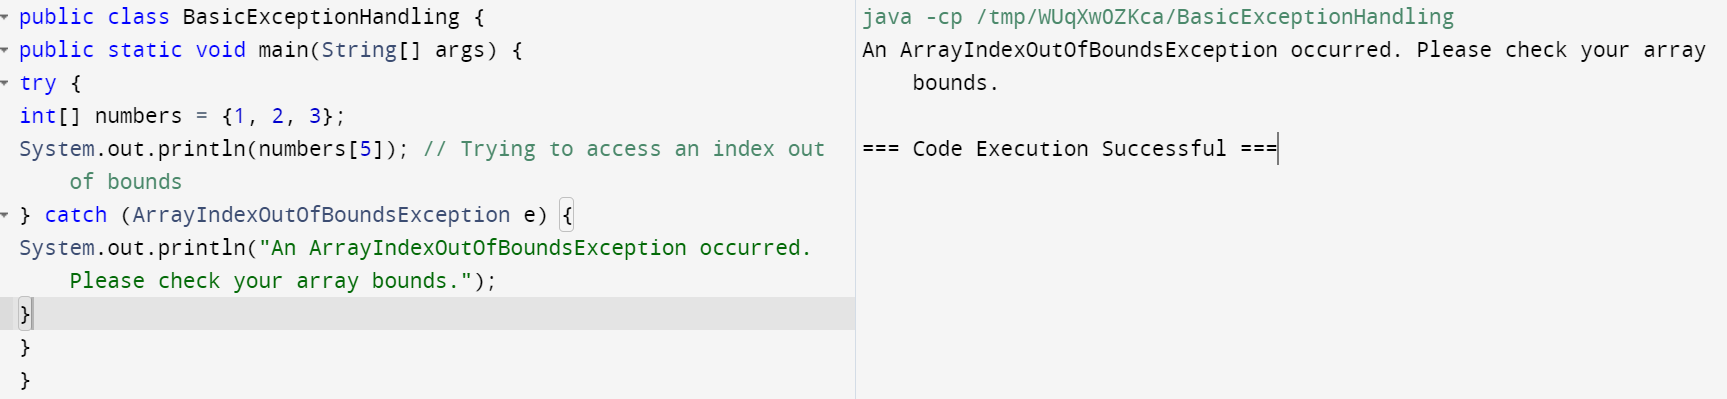 public class BasicExceptionHandling {
public static void main(String[] args) {
try {
int[] numbers = {1, 2, 3};
System.out.println(numbers[5]); // Trying to access an index out
of bounds
} catch (ArrayIndexOutOfBoundsException e) {
System.out.println("An ArrayIndexOutOfBoundsException occurred.
Please check your array bounds.");
}
}
}
java -cp /tmp/WUqXwOZKca/BasicExceptionHandling
An ArrayIndexOutOfBoundsException occurred. Please check your array
bounds.
=== Code Execution Successful ===